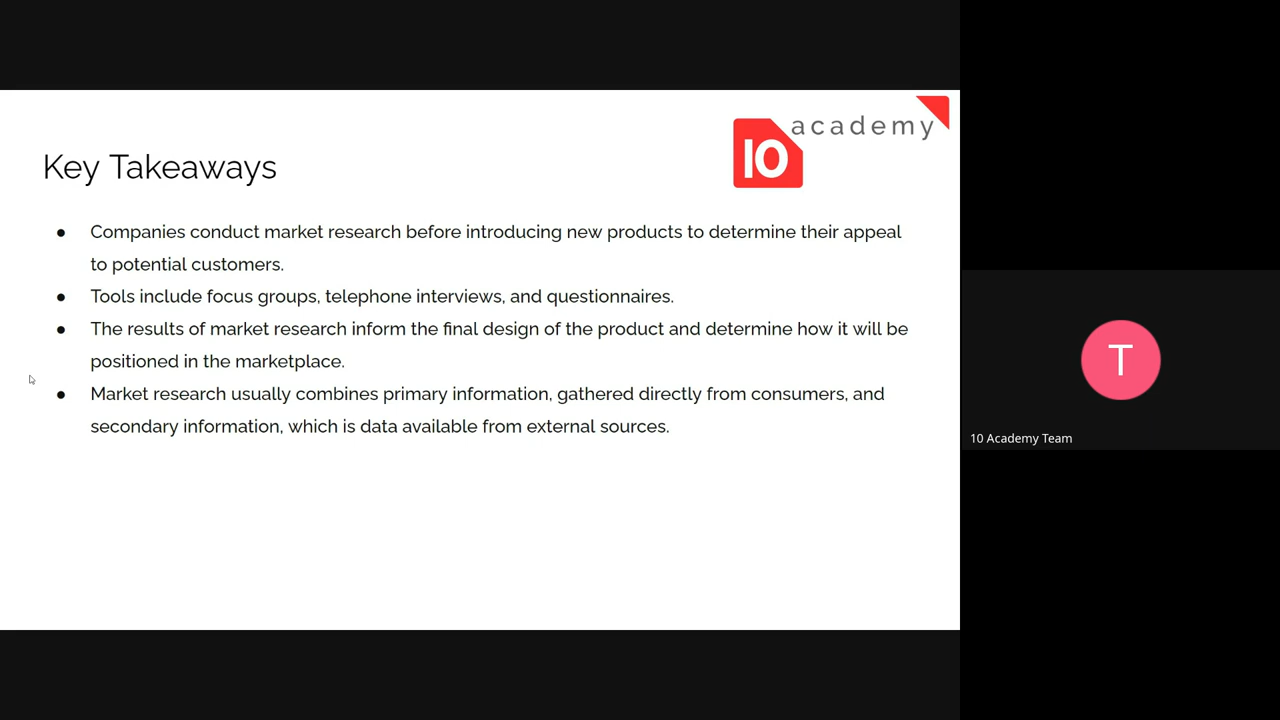 10 academy
Key Takeaways
● Companies conduct market research before introducing new products to determine their appeal
to potential customers.
● Tools include focus groups, telephone interviews, and questionnaires.
● The results of market research inform the final design of the product and determine how it will be
positioned in the marketplace.
● Market research usually combines primary information, gathered directly from consumers, and
secondary information, which is data available from external sources.
T
10 Academy Team